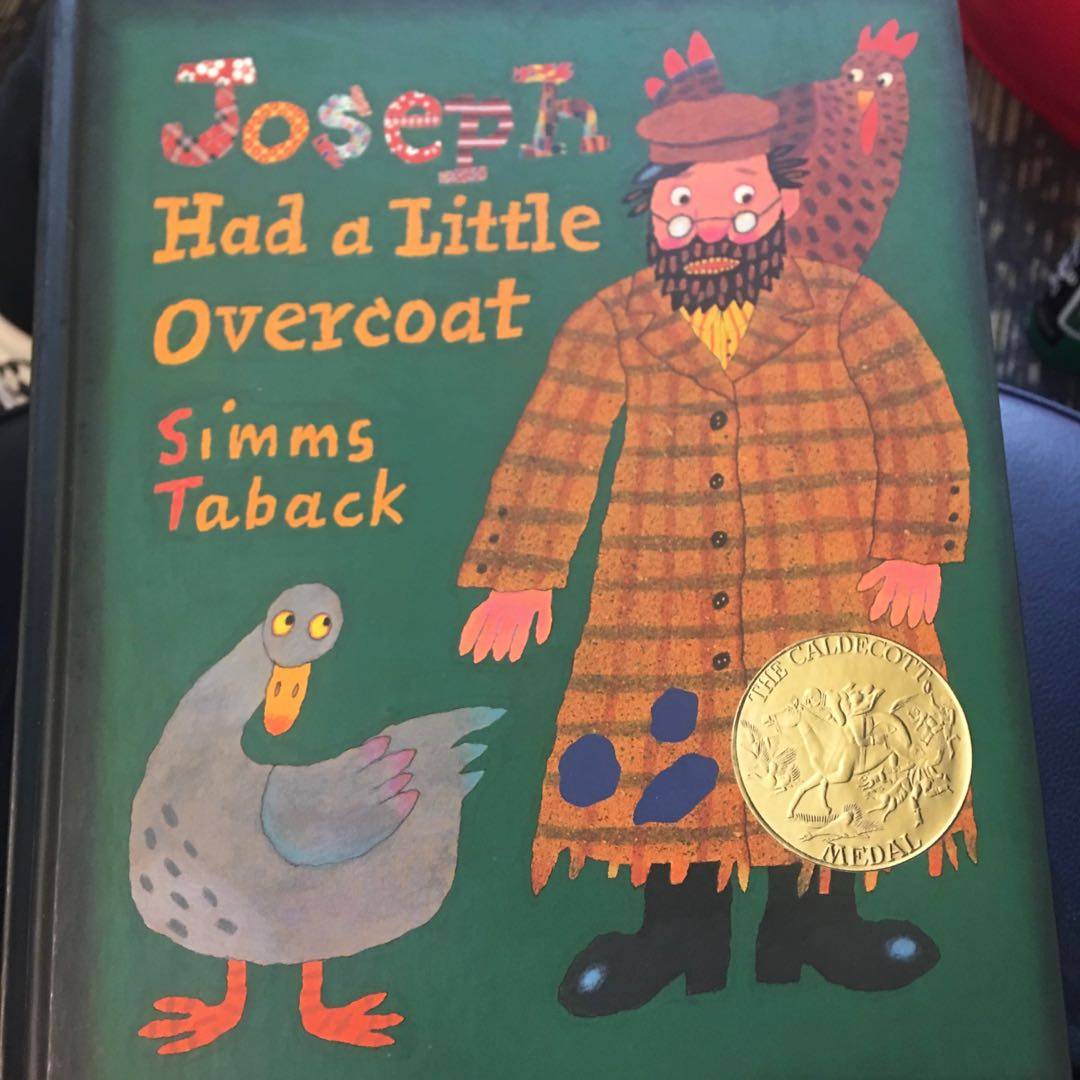 Joseph
Had a Little
Overcoat
Simms
Taback
THE CALDECOTT
MEDAL